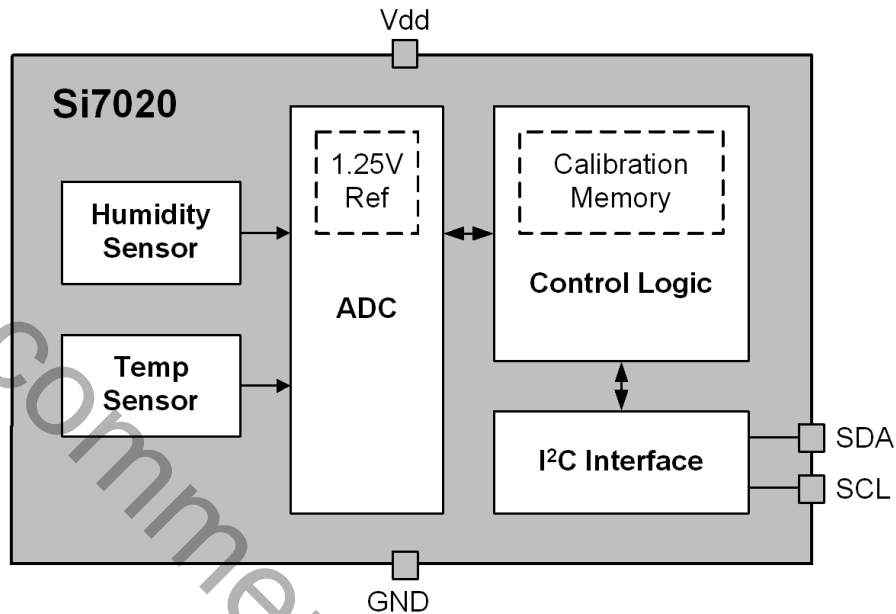 Vdd
Si7020
1.25V
Ref
Calibration
Memory
Humidity
Sensor
Control Logic
ADC
Temp
Sensor
I²C Interface
SDA
SCL
GND